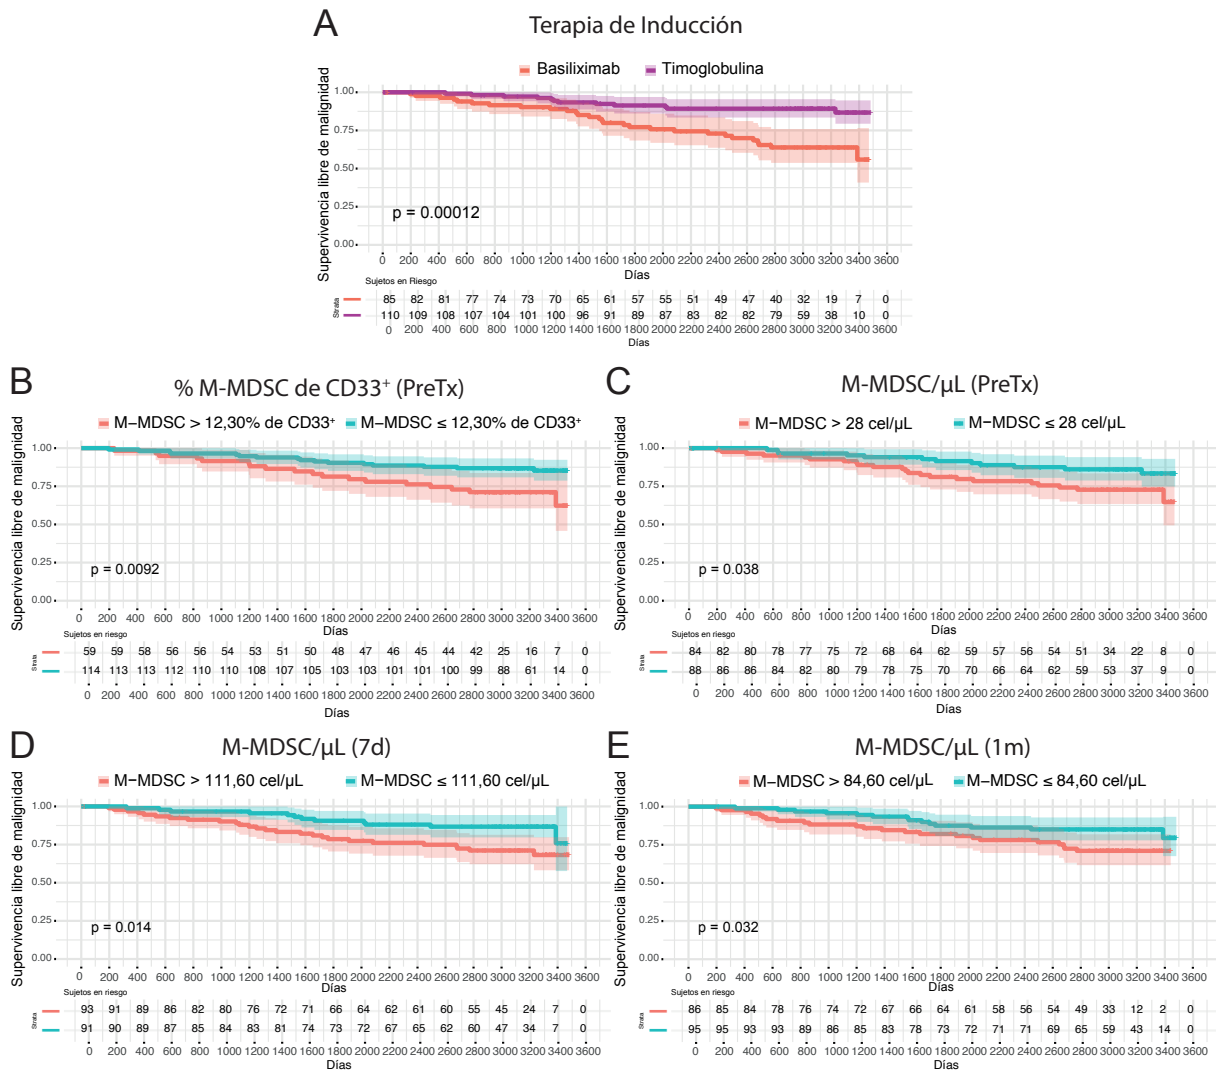 A
Terapia de Inducción
Basiliximab Timoglobulina
Supervivencia libre de malignidad
1.00
0.75
0.50
0.25
0.00
p = 0.00012
0 200 400 600 800 1000 1200 1400 1600 1800 2000 2200 2400 2600 2800 3000 3200 3400 3600
Días
Sujetos en Riesgo
Strata
85 82 81 77 74 73 70 65 61 57 55 51 49 47 40 32 19 7 0
110 109 108 107 104 101 100 96 91 89 87 83 82 82 79 59 38 10 0
0 200 400 600 800 1000 1200 1400 1600 1800 2000 2200 2400 2600 2800 3000 3200 3400 3600
Días
B
% M-MDSC de CD33⁺ (PreTx)
M−MDSC > 12,30% de CD33⁺ M−MDSC ≤ 12,30% de CD33⁺
Supervivencia libre de malignidad
1.00
0.75
0.50
0.25
0.00
p = 0.0092
0 200 400 600 800 1000 1200 1400 1600 1800 2000 2200 2400 2600 2800 3000 3200 3400 3600
Días
Sujetos en riesgo
Strata
59 59 58 56 56 54 53 51 50 48 47 46 45 44 42 25 16 7 0
114 113 113 112 110 110 108 107 105 103 103 101 101 100 99 88 61 14 0
0 200 400 600 800 1000 1200 1400 1600 1800 2000 2200 2400 2600 2800 3000 3200 3400 3600
Días
C
M-MDSC/µL (PreTx)
M−MDSC > 28 cel/µL M−MDSC ≤ 28 cel/µL
Supervivencia libre de malignidad
1.00
0.75
0.50
0.25
0.00
p = 0.038
0 200 400 600 800 1000 1200 1400 1600 1800 2000 2200 2400 2600 2800 3000 3200 3400 3600
Días
Sujetos en riesgo
Strata
84 82 80 78 77 75 72 68 64 62 59 57 56 54 51 34 22 8 0
88 86 86 84 82 80 79 78 75 70 70 66 64 62 59 53 37 9 0
0 200 400 600 800 1000 1200 1400 1600 1800 2000 2200 2400 2600 2800 3000 3200 3400 3600
Días
D
M-MDSC/µL (7d)
M−MDSC > 111,60 cel/µL M−MDSC ≤ 111,60 cel/µL
Supervivencia libre de malignidad
1.00
0.75
0.50
0.25
0.00
p = 0.014
0 200 400 600 800 1000 1200 1400 1600 1800 2000 2200 2400 2600 2800 3000 3200 3400 3600
Días
Sujetos en riesgo
Strata
93 91 89 86 82 80 76 72 71 66 64 62 61 60 55 45 24 7 0
91 90 89 87 85 84 83 81 74 73 72 67 65 62 60 47 34 7 0
0 200 400 600 800 1000 1200 1400 1600 1800 2000 2200 2400 2600 2800 3000 3200 3400 3600
Días
E
M-MDSC/µL (1m)
M−MDSC > 84,60 cel/µL M−MDSC ≤ 84,60 cel/µL
Supervivencia libre de malignidad
1.00
0.75
0.50
0.25
0.00
p = 0.032
0 200 400 600 800 1000 1200 1400 1600 1800 2000 2200 2400 2600 2800 3000 3200 3400 3600
Días
Sujetos en riesgo
Strata
86 85 84 78 76 74 72 67 66 64 61 58 56 54 49 33 12 2 0
95 95 93 93 89 86 85 83 78 73 72 71 71 69 65 59 43 14 0
0 200 400 600 800 1000 1200 1400 1600 1800 2000 2200 2400 2600 2800 3000 3200 3400 3600
Días